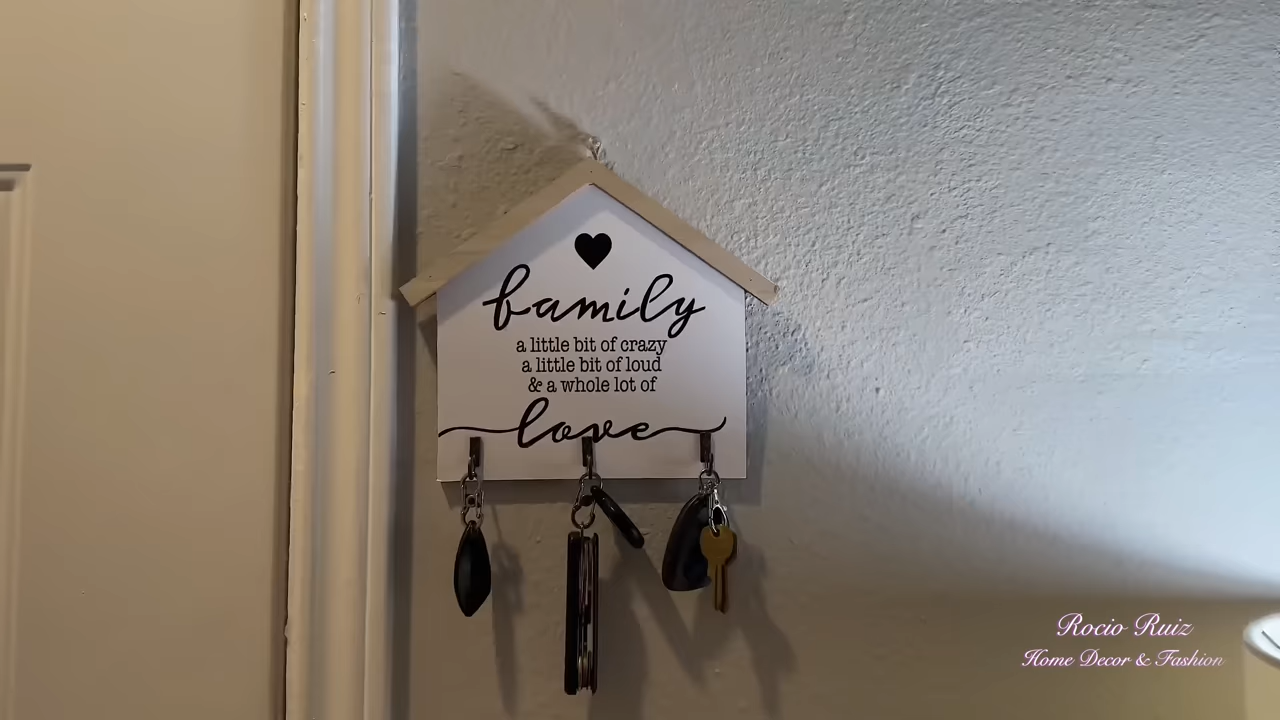 family
a little bit of crazy
a little bit of loud
& a whole lot of
love
Rocio Ruiz
Home Decor & Fashion